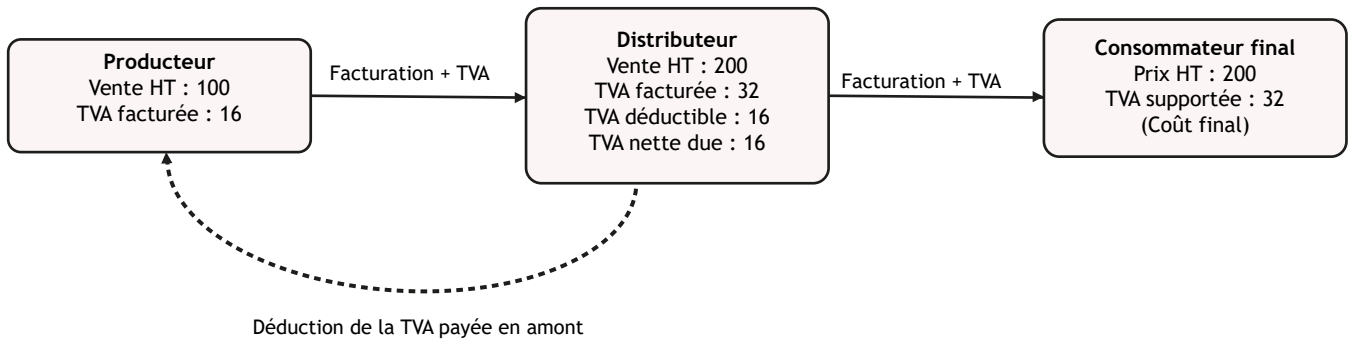 Producteur
Vente HT : 100
TVA facturée : 16
Facturation + TVA
Distributeur
Vente HT : 200
TVA facturée : 32
TVA déductible : 16
TVA nette due : 16
Facturation + TVA
Consommateur final
Prix HT : 200
TVA supportée : 32
(Coût final)
Déduction de la TVA payée en amont